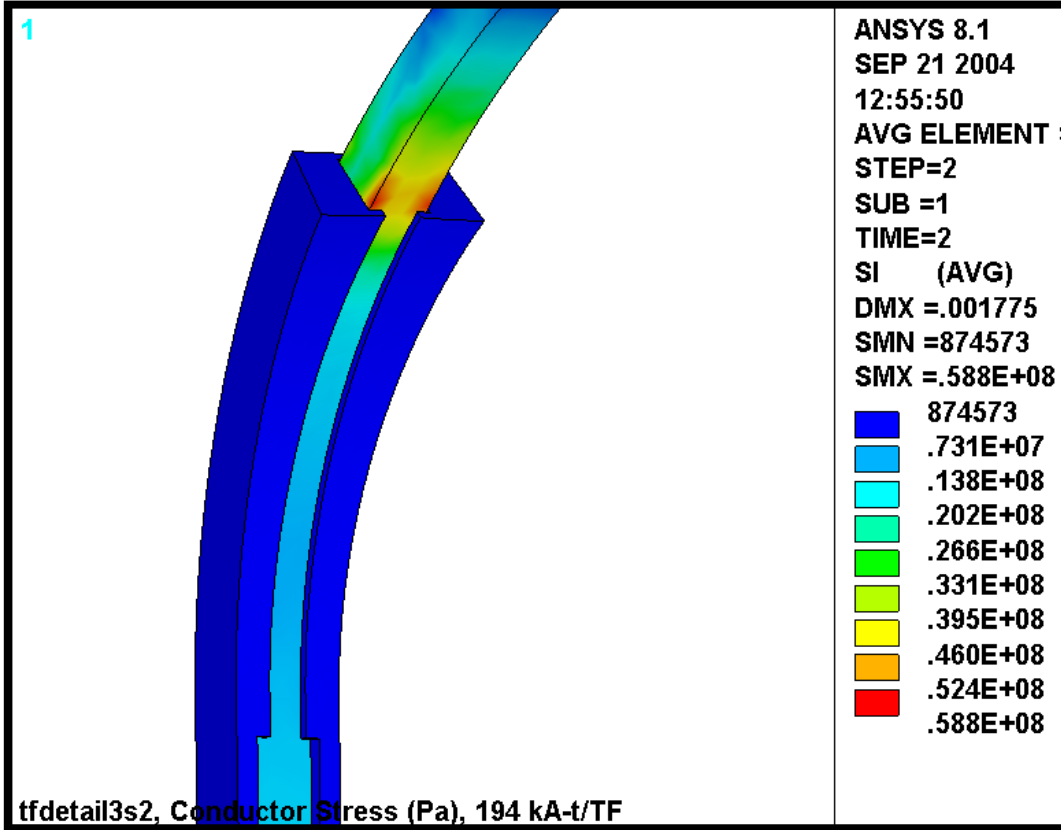 1
ANSYS 8.1
SEP 21 2004
12:55:50
AVG ELEMENT
STEP=2
SUB =1
TIME=2
SI (AVG)
DMX =.001775
SMN =874573
SMX =.588E+08
874573
.731E+07
.138E+08
.202E+08
.266E+08
.331E+08
.395E+08
.460E+08
.524E+08
.588E+08
tfdetail3s2, Conductor Stress (Pa), 194 kA-t/TF